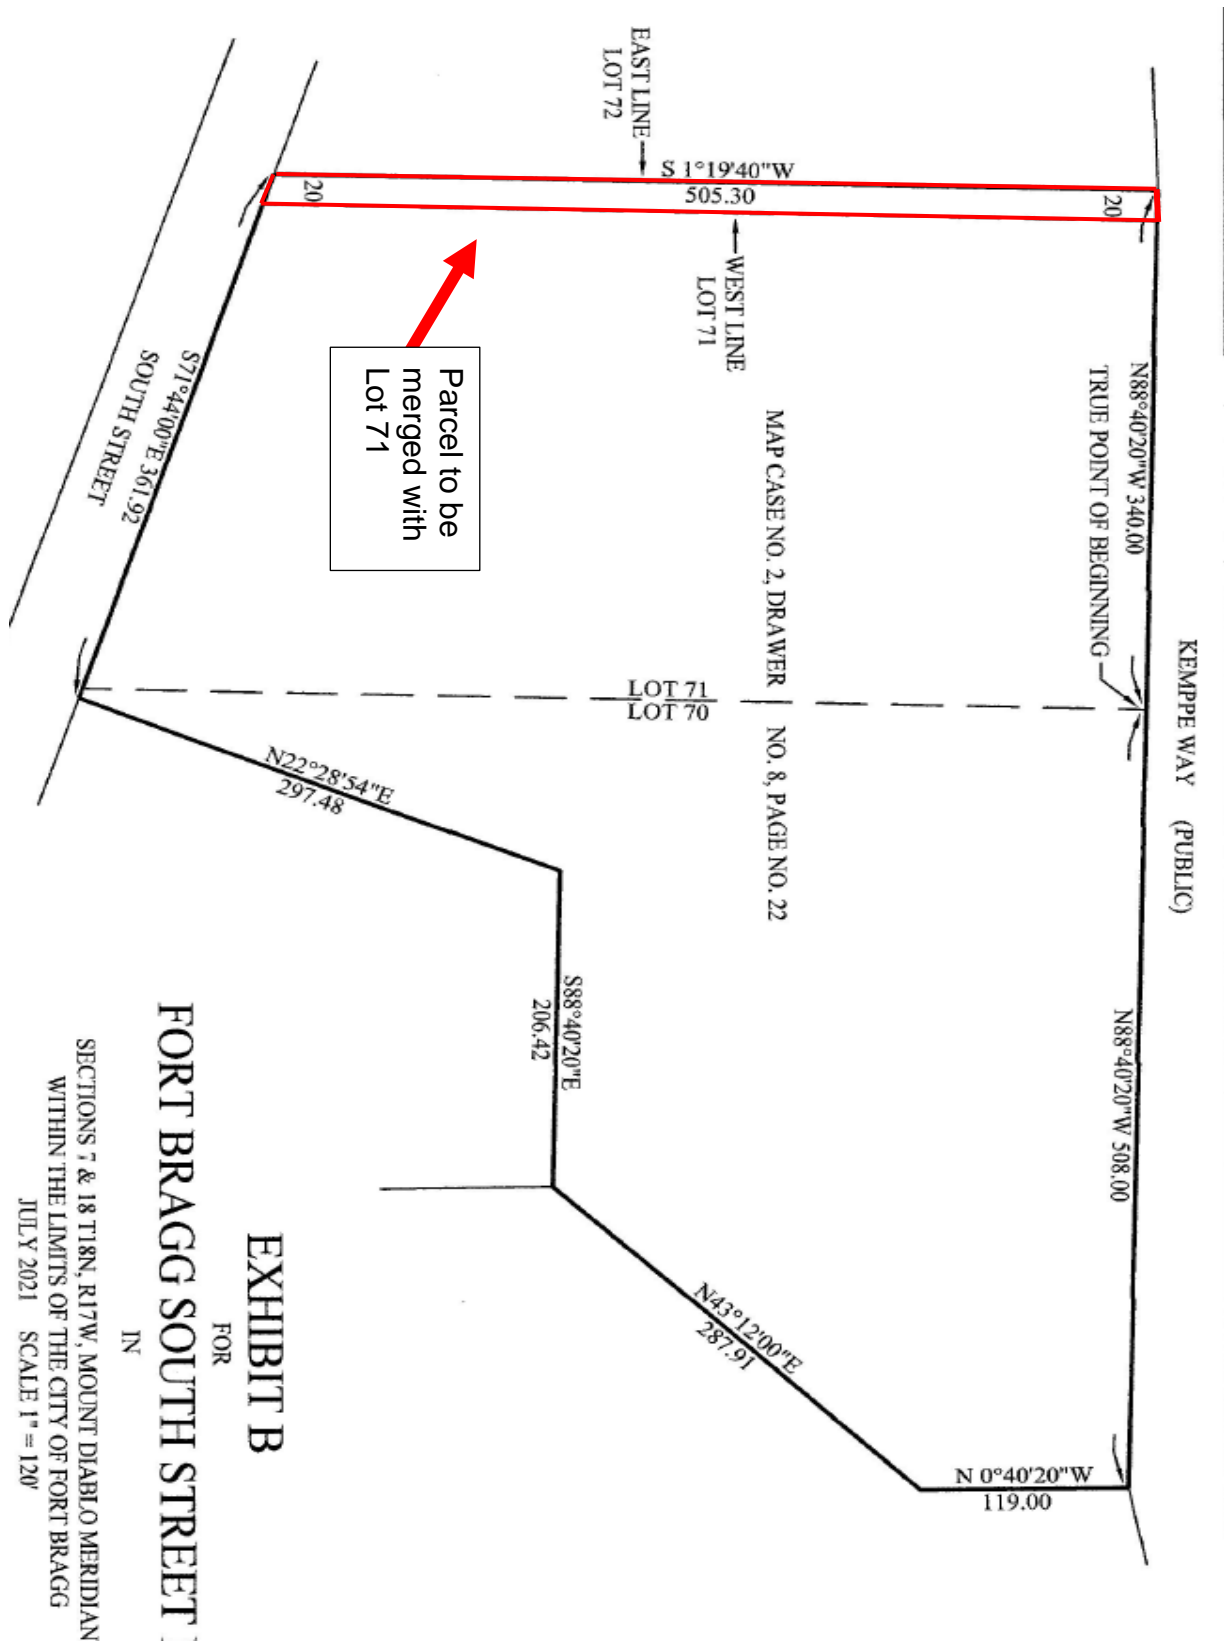 KEMPPE WAY (PUBLIC)
N88°40'20"W 340.00
TRUE POINT OF BEGINNING
N88°40'20"W 508.00
20
20
EAST LINE
LOT 72
S 1°19'40"W
505.30
WEST LINE
LOT 71
MAP CASE NO. 2, DRAWER NO. 8, PAGE NO. 22
LOT 71
LOT 70
Parcel to be
merged with
Lot 71
S71°44'00"E 361.92
SOUTH STREET
N22°28'54"E
297.48
S88°40'20"E
206.42
N43°12'00"E
287.91
N 0°40'20"W
119.00
EXHIBIT B
FOR
FORT BRAGG SOUTH STREET
IN
SECTIONS 7 & 18 T18N, R17W, MOUNT DIABLO MERIDIAN
WITHIN THE LIMITS OF THE CITY OF FORT BRAGG
JULY 2021 SCALE 1" = 120'